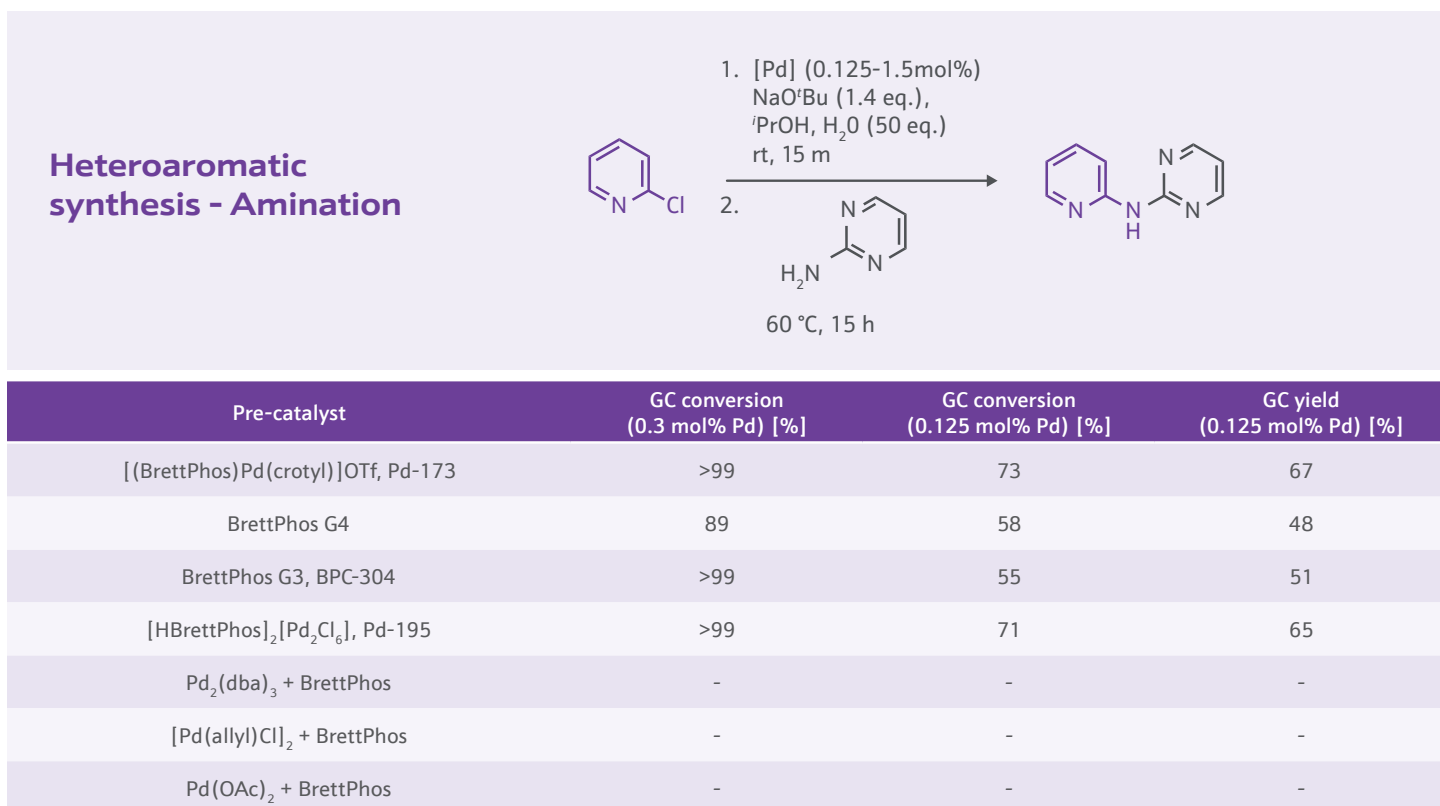 Heteroaromatic
synthesis - Amination
N
Cl
1. [Pd] (0.125-1.5mol%)
NaOᵗBu (1.4 eq.),
ⁱPrOH, H₂0 (50 eq.)
rt, 15 m
2.
N
N
H₂N
60 °C, 15 h
N
N
H
N
N
Pre-catalyst
GC conversion
(0.3 mol% Pd) [%]
GC conversion
(0.125 mol% Pd) [%]
GC yield
(0.125 mol% Pd) [%]
[(BrettPhos)Pd(crotyl)]OTf, Pd-173 >99 73 67
BrettPhos G4 89 58 48
BrettPhos G3, BPC-304 >99 55 51
[HBrettPhos]₂[Pd₂Cl₆], Pd-195 >99 71 65
Pd₂(dba)₃ + BrettPhos - - -
[Pd(allyl)Cl]₂ + BrettPhos - - -
Pd(OAc)₂ + BrettPhos - - -